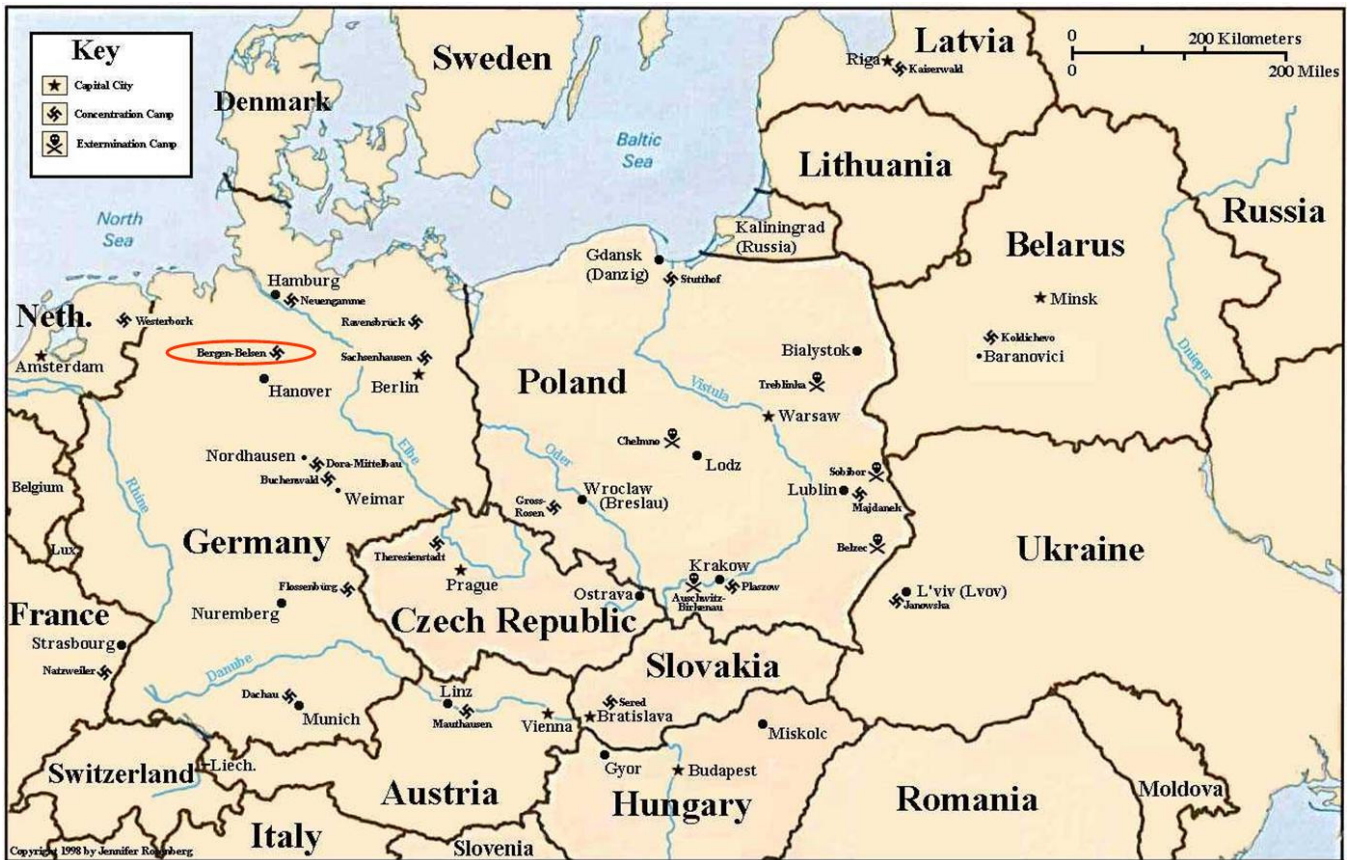 Key
Capital City
Concentration Camp
Extermination Camp
Sweden
Denmark
Latvia
Riga
Kaiserwald
0 200 Kilometers
0 200 Miles
Baltic
Sea
Lithuania
Russia
North
Sea
Kaliningrad
(Russia)
Belarus
Gdansk
(Danzig)
Stutthof
Hamburg
Neuengamme
Minsk
Neth.
Westerbork
Ravensbrück
Koldichevo
Baranovici
Dnieper
Bergen-Belsen
Sachsenhausen
Bialystok
Amsterdam
Hanover
Berlin
Poland
Vistula
Treblinka
Warsaw
Chelmno
Lodz
Elbe
Oder
Nordhausen
Dora-Mittelbau
Buchenwald
Weimar
Sobibor
Lublin
Majdanek
Belgium
Rhine
Gross-
Rosen
Wroclaw
(Breslau)
Lux.
Germany
Theresienstadt
Prague
Belzec
Ukraine
Flossenbürg
Nuremberg
Ostrava
Krakow
Auschwitz-
Birkenau
Plaszow
L'viv (Lvov)
Janowska
France
Strasbourg
Czech Republic
Natzweiler
Danube
Slovakia
Dachau
Munich
Linz
Mauthausen
Vienna
Sered
Bratislava
Miskolc
Switzerland
Liech.
Gyor
Budapest
Austria
Hungary
Romania
Moldova
Italy
Slovenia
Copyright 1998 by Jennifer Rosenberg